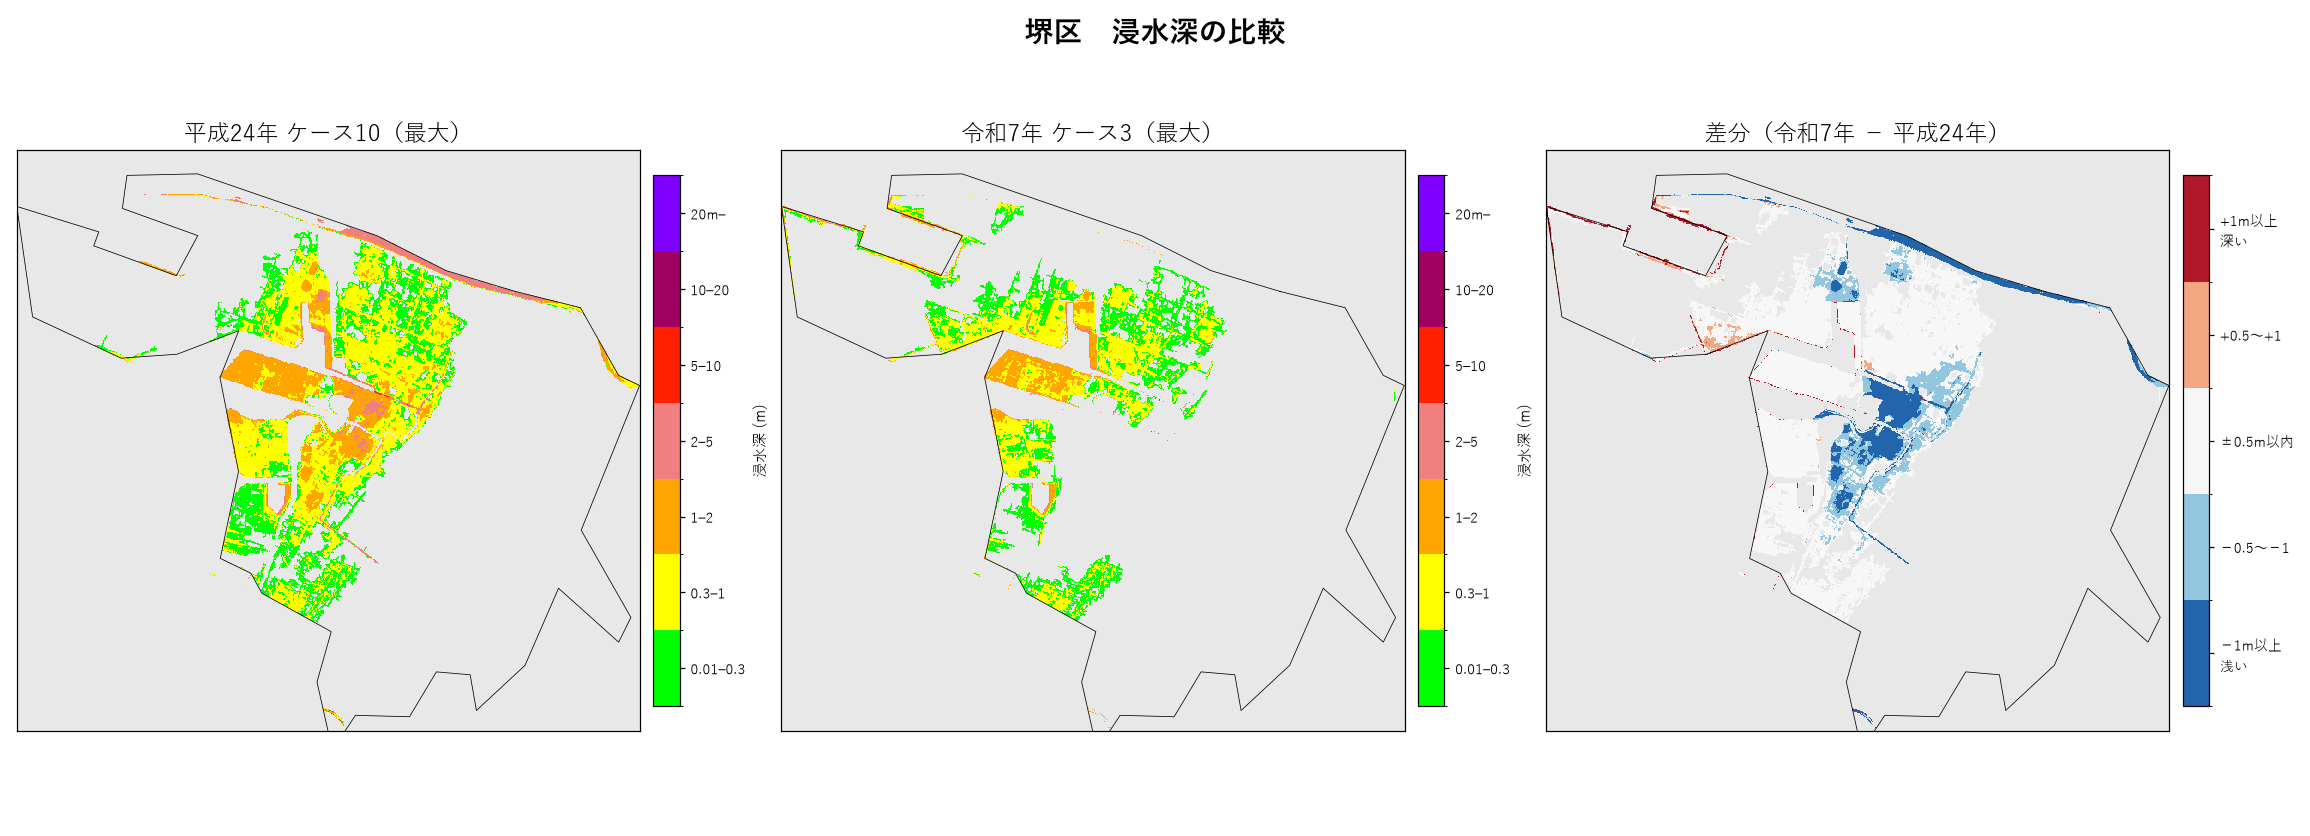 堺区　浸水深の比較
平成24年 ケース10（最大）
20m−
10−20
5−10
2−5
1−2
0.3−1
0.01−0.3
浸水深 (m)
令和7年 ケース3（最大）
20m−
10−20
5−10
2−5
1−2
0.3−1
0.01−0.3
浸水深 (m)
差分（令和7年 − 平成24年）
+1m以上
深い
+0.5〜+1
±0.5m以内
−0.5〜−1
−1m以上
浅い